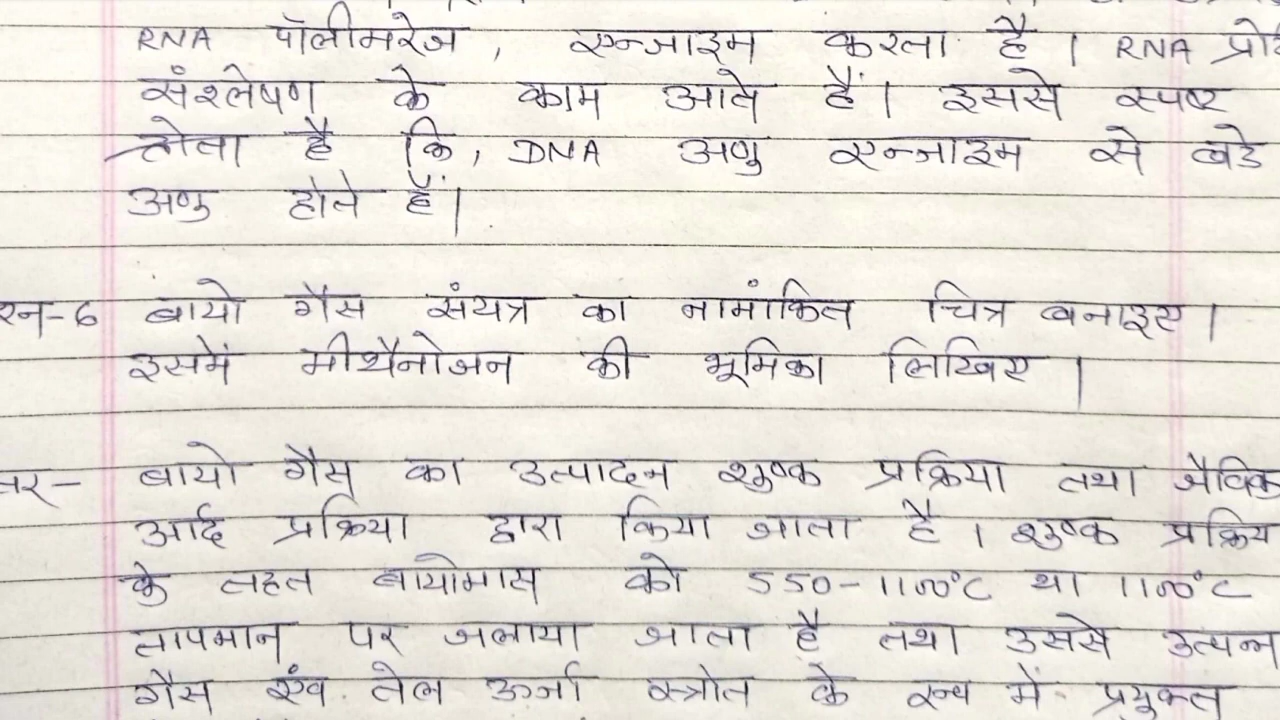 RNA पॉलीमरेज, एन्जाइम करता है। RNA
संश्लेषण के काम आते हैं। इससे स्पष्ट
होता है कि, DNA अणु एन्जाइम से बडे
अणु होते हैं।
रन-6 बायो गैस संयत्र का नामांकित चित्र बनाइए।
इसमें मीथैनोजन की भूमिका लिखिए।
तर- बायो गैस का उत्पादन शुष्क प्रक्रिया तथा जैविक
आर्द प्रक्रिया द्वारा किया जाता है। शुष्क प्रक्रिय
के तहत बायोमास को 550-1100°C या 1100°C
तापमान पर जलाया जाता है तथा उससे उत्पन्न
गैस एंव तेल ऊर्जा स्त्रोत के रूप में प्रयुक्त